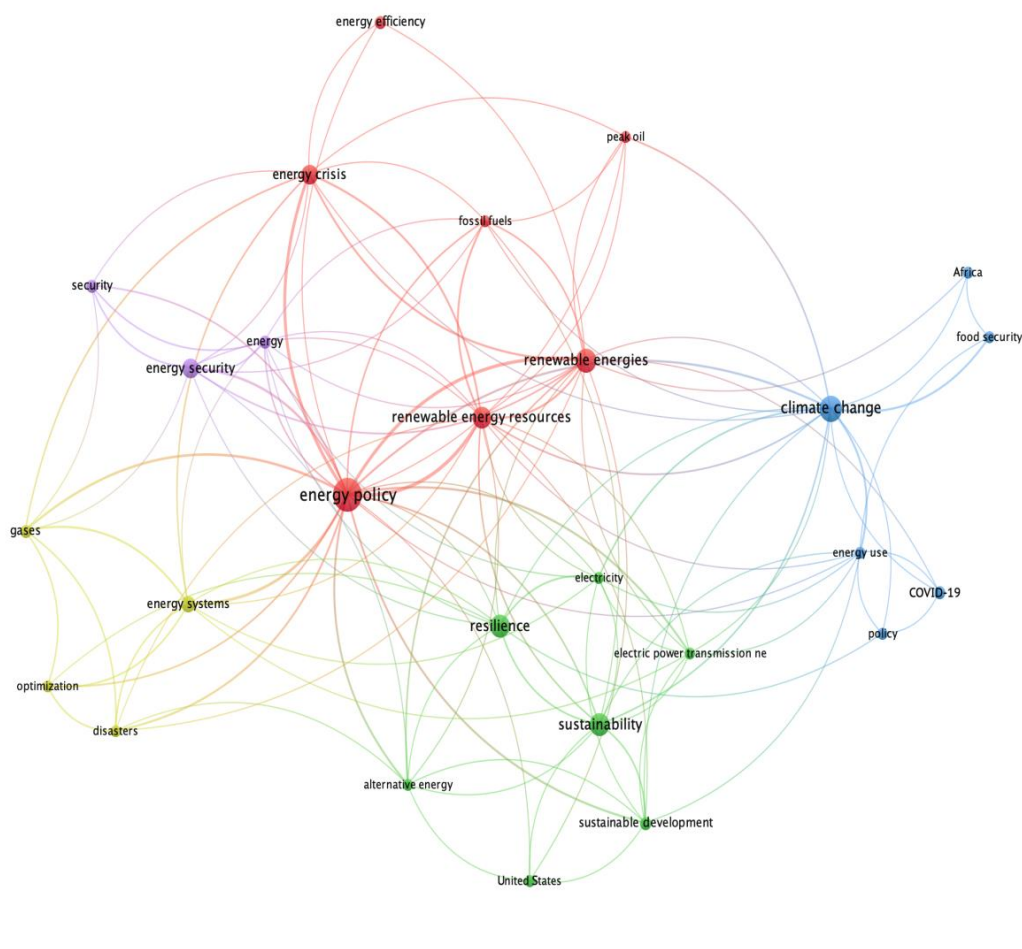 energy efficiency
peak oil
energy crisis
fossil fuels
Africa
security
food security
energy
renewable energies
energy security
climate change
renewable energy resources
energy policy
gases
energy use
electricity
COVID-19
energy systems
resilience
policy
electric power transmission ne
optimization
sustainability
disasters
alternative energy
sustainable development
United States